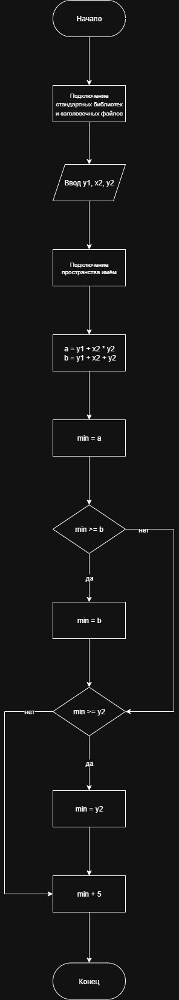 Начало
Подключение
стандартных библиотек
и заголовочных файлов
Ввод y1, x2, y2
Подключение
пространства имём
a = y1 + x2 * y2
b = y1 + x2 + y2
min = a
min >= b
нет
да
min = b
min >= y2
нет
да
min = y2
min + 5
Конец